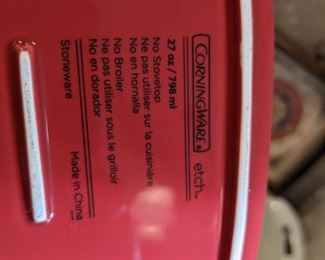 CORNINGWARE. etch™
27 oz / 798 ml
No Stovetop
Ne pas utiliser sur la cuisinière
No en hornalla
No Broiler
Ne pas utiliser sous le grilloir
No en dorador
Stoneware Made in China